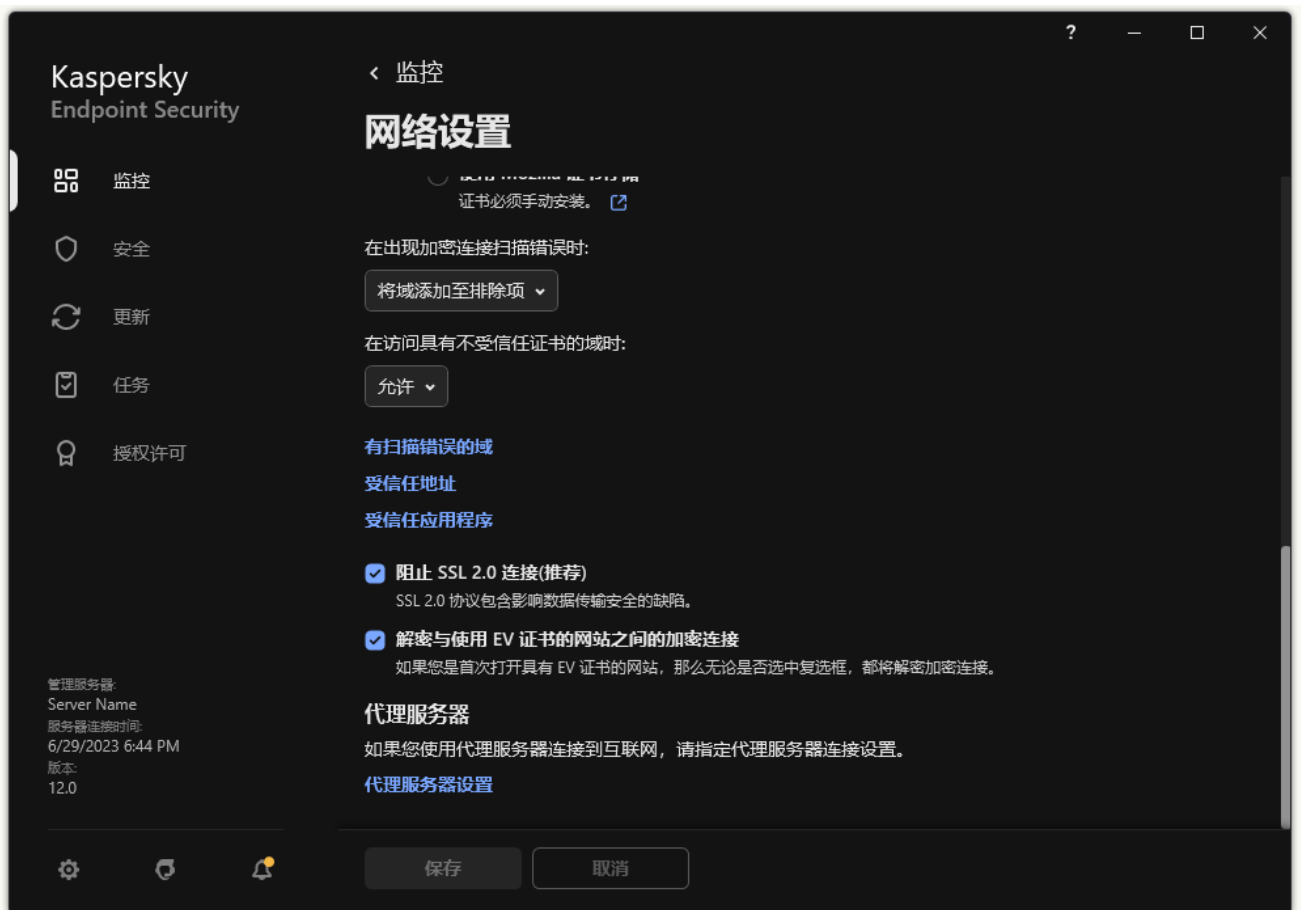 ?
Kaspersky
Endpoint Security
监控
安全
更新
任务
授权许可
管理服务器:
Server Name
服务器连接时间:
6/29/2023 6:44 PM
版本:
12.0
监控
网络设置
使用 Mozilla 证书存储
证书必须手动安装。
在出现加密连接扫描错误时:
将域添加至排除项
在访问具有不受信任证书的域时:
允许
有扫描错误的域
受信任地址
受信任应用程序
阻止 SSL 2.0 连接(推荐)
SSL 2.0 协议包含影响数据传输安全的缺陷。
解密与使用 EV 证书的网站之间的加密连接
如果您是首次打开具有 EV 证书的网站，那么无论是否选中复选框，都将解密加密连接。
代理服务器
如果您使用代理服务器连接到互联网，请指定代理服务器连接设置。
代理服务器设置
保存
取消